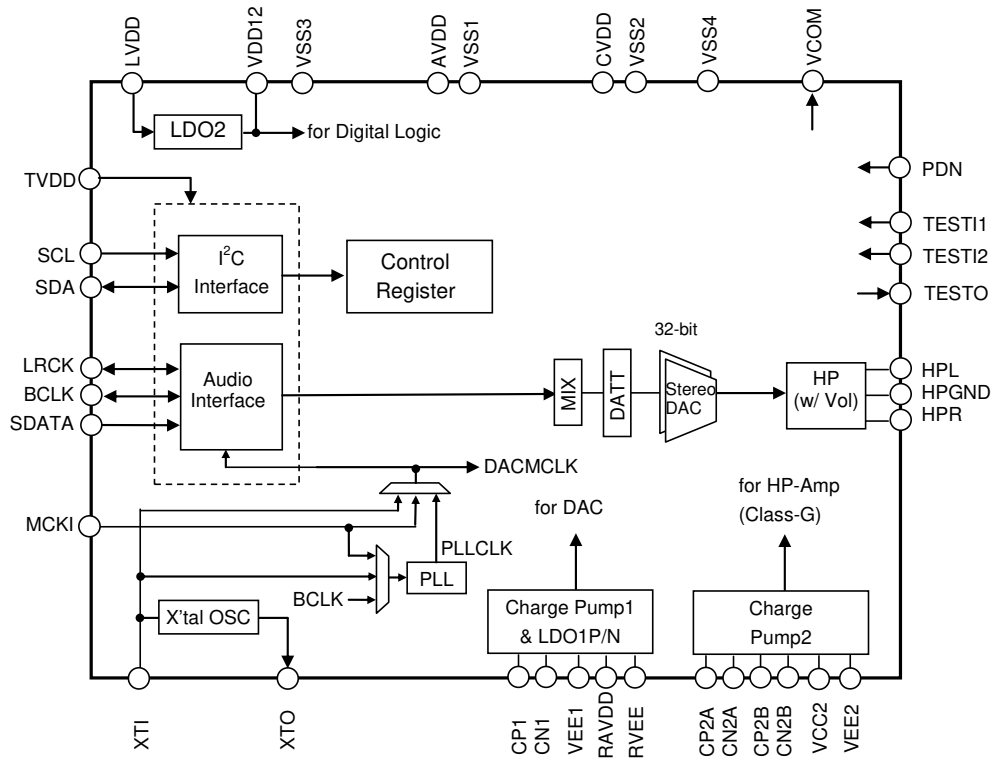 LVDD
VDD12
VSS3
AVDD
VSS1
CVDD
VSS2
VSS4
VCOM
LDO2
for Digital Logic
TVDD
PDN
TESTI1
TESTI2
TESTO
SCL
SDA
I²C
Interface
Control
Register
LRCK
BCLK
SDATA
Audio
Interface
32-bit
MIX
DATT
Stereo
DAC
HP
(w/ Vol)
HPL
HPGND
HPR
DACMCLK
MCKI
PLLCLK
BCLK
PLL
X'tal OSC
for DAC
for HP-Amp
(Class-G)
Charge Pump1
& LDO1P/N
Charge
Pump2
XTI
XTO
CP1
CN1
VEE1
RAVDD
RVEE
CP2A
CN2A
CP2B
CN2B
VCC2
VEE2